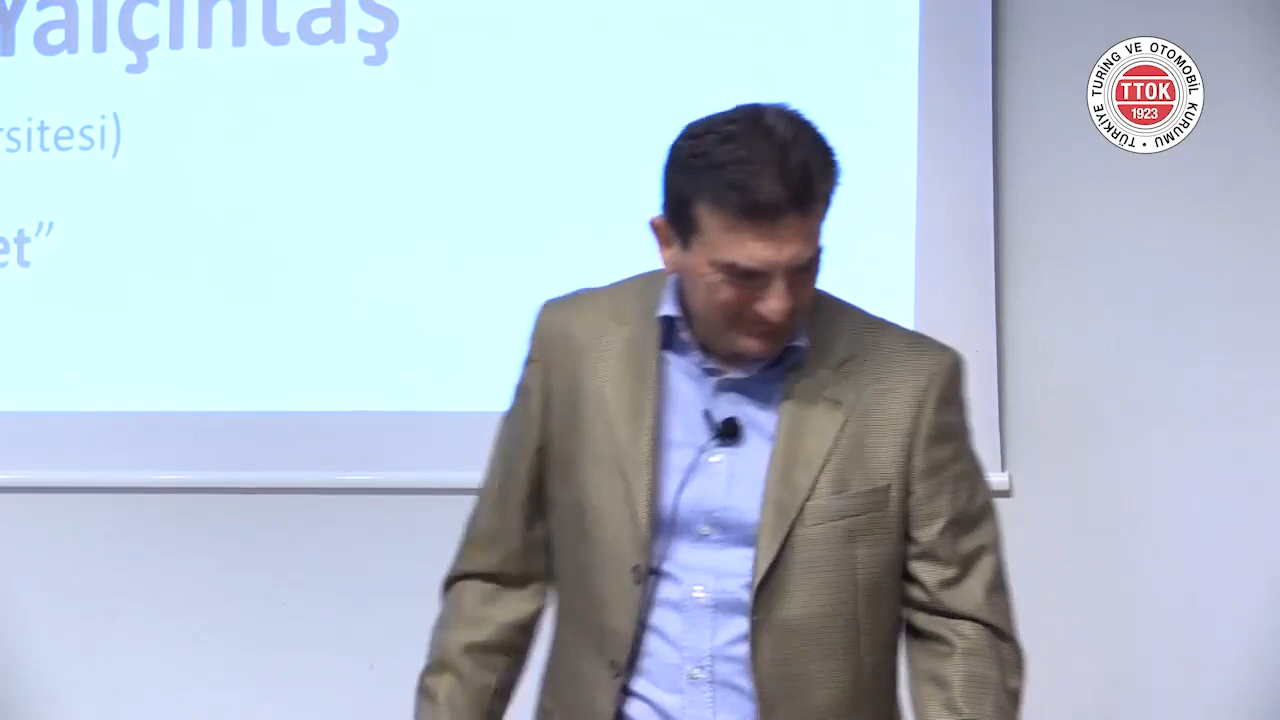 Yalçıntaş
rsitesi)
et”
TÜRKİYE TURİNG VE OTOMOBİL KURUMU •
TTOK
1923